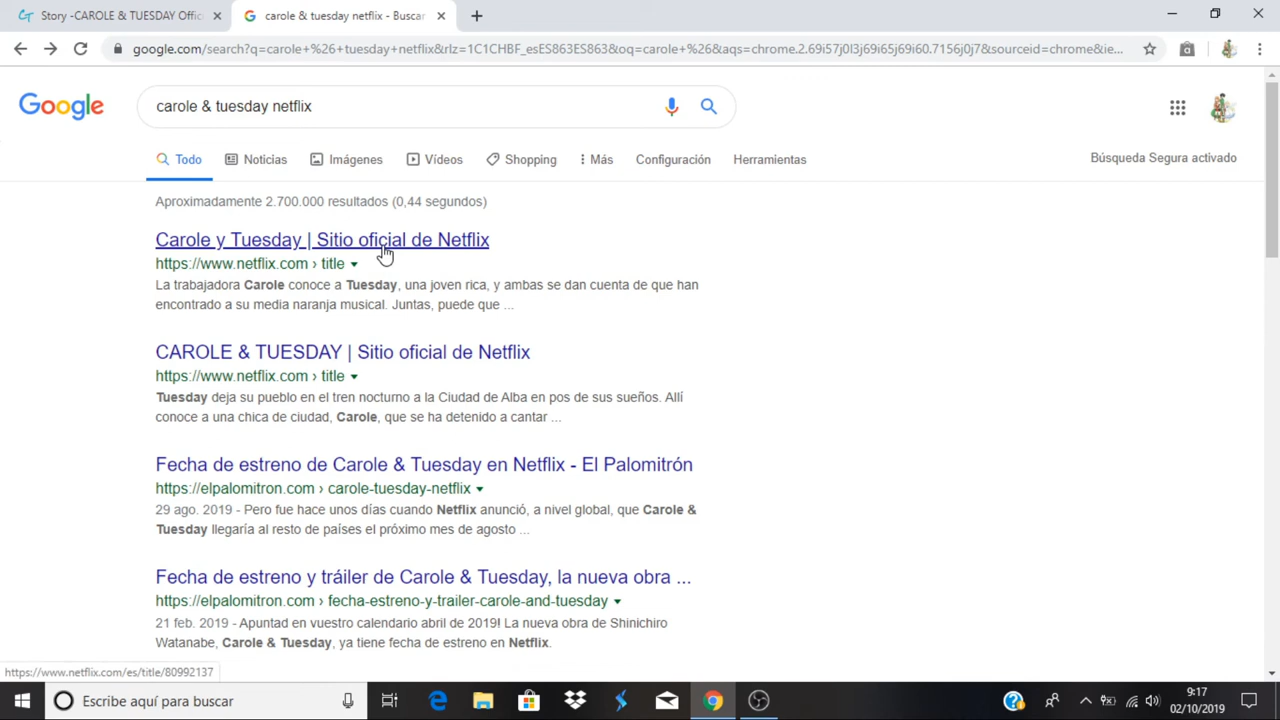 Story -CAROLE & TUESDAY Offic
carole & tuesday netflix - Buscar
google.com/search?q=carole+%26+tuesday+netflix&rlz=1C1CHBF_esES863ES863&oq=carole+%26&aqs=chrome.2.69i57j0l3j69i65j69i60.7156j0j7&sourceid=chrome&ie...
Google
carole & tuesday netflix
Todo
Noticias
Imágenes
Vídeos
Shopping
Más
Configuración
Herramientas
Búsqueda Segura activado
Aproximadamente 2.700.000 resultados (0,44 segundos)
Carole y Tuesday | Sitio oficial de Netflix
https://www.netflix.com › title
La trabajadora Carole conoce a Tuesday, una joven rica, y ambas se dan cuenta de que han
encontrado a su media naranja musical. Juntas, puede que ...
CAROLE & TUESDAY | Sitio oficial de Netflix
https://www.netflix.com › title
Tuesday deja su pueblo en el tren nocturno a la Ciudad de Alba en pos de sus sueños. Allí
conoce a una chica de ciudad, Carole, que se ha detenido a cantar ...
Fecha de estreno de Carole & Tuesday en Netflix - El Palomitrón
https://elpalomitron.com › carole-tuesday-netflix
29 ago. 2019 - Pero fue hace unos días cuando Netflix anunció, a nivel global, que Carole &
Tuesday llegaría al resto de países el próximo mes de agosto ...
Fecha de estreno y tráiler de Carole & Tuesday, la nueva obra ...
https://elpalomitron.com › fecha-estreno-y-trailer-carole-and-tuesday
21 feb. 2019 - Apuntad en vuestro calendario abril de 2019! La nueva obra de Shinichiro
Watanabe, Carole & Tuesday, ya tiene fecha de estreno en Netflix.
https://www.netflix.com/es/title/80992137
Escribe aquí para buscar
9:17
02/10/2019